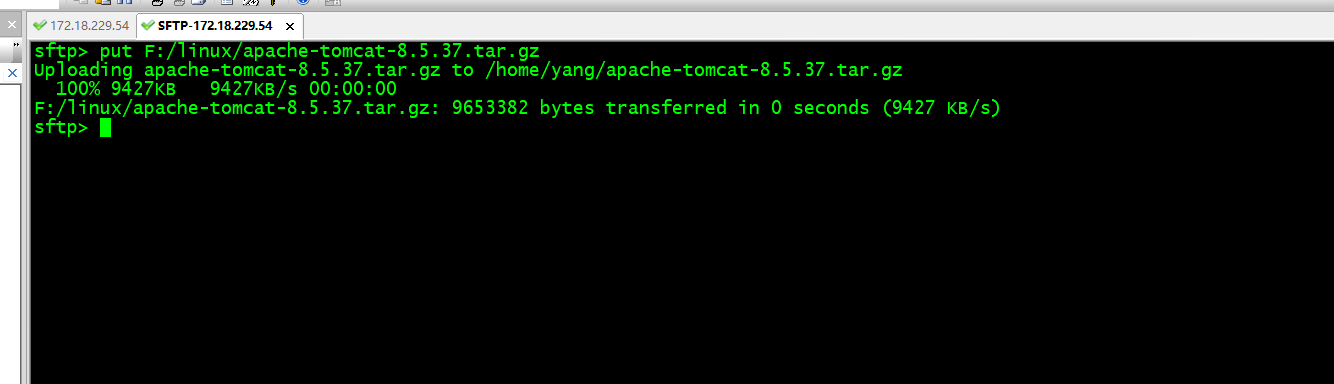 172.18.229.54
SFTP-172.18.229.54
sftp> put F:/linux/apache-tomcat-8.5.37.tar.gz
Uploading apache-tomcat-8.5.37.tar.gz to /home/yang/apache-tomcat-8.5.37.tar.gz
100% 9427KB 9427KB/s 00:00:00
F:/linux/apache-tomcat-8.5.37.tar.gz: 9653382 bytes transferred in 0 seconds (9427 KB/s)
sftp>